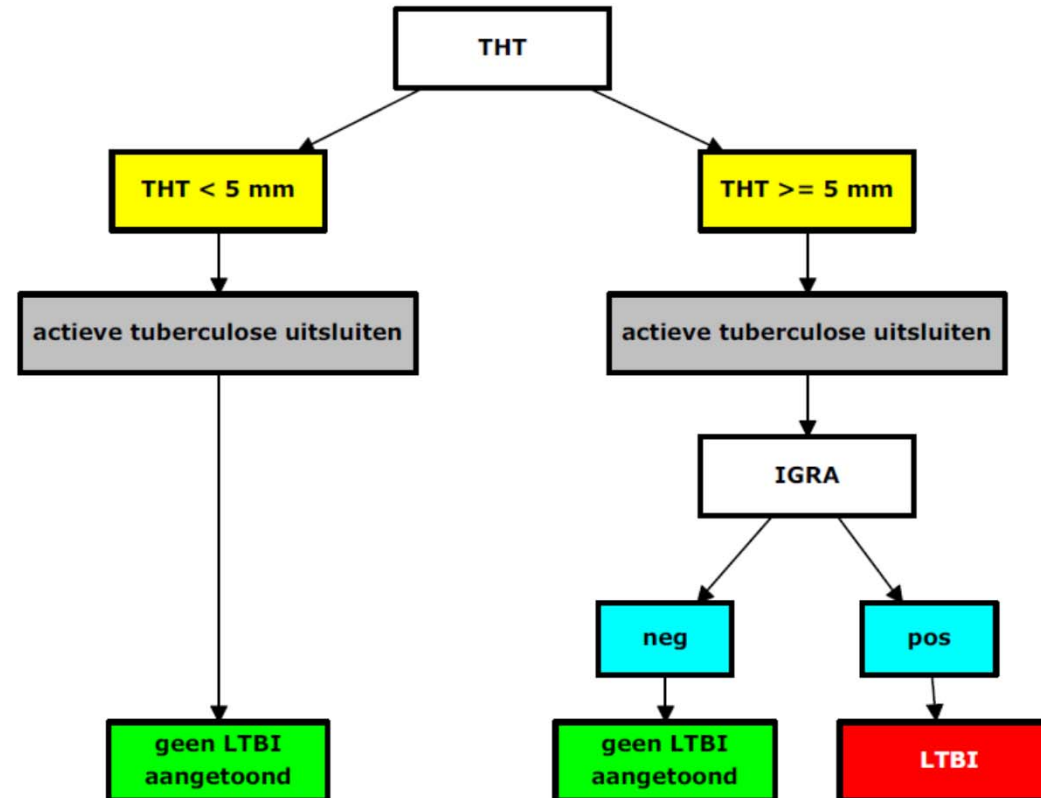 THT
THT < 5 mm
THT >= 5 mm
actieve tuberculose uitsluiten
actieve tuberculose uitsluiten
IGRA
neg
pos
geen LTBI
aangetoond
geen LTBI
aangetoond
LTBI